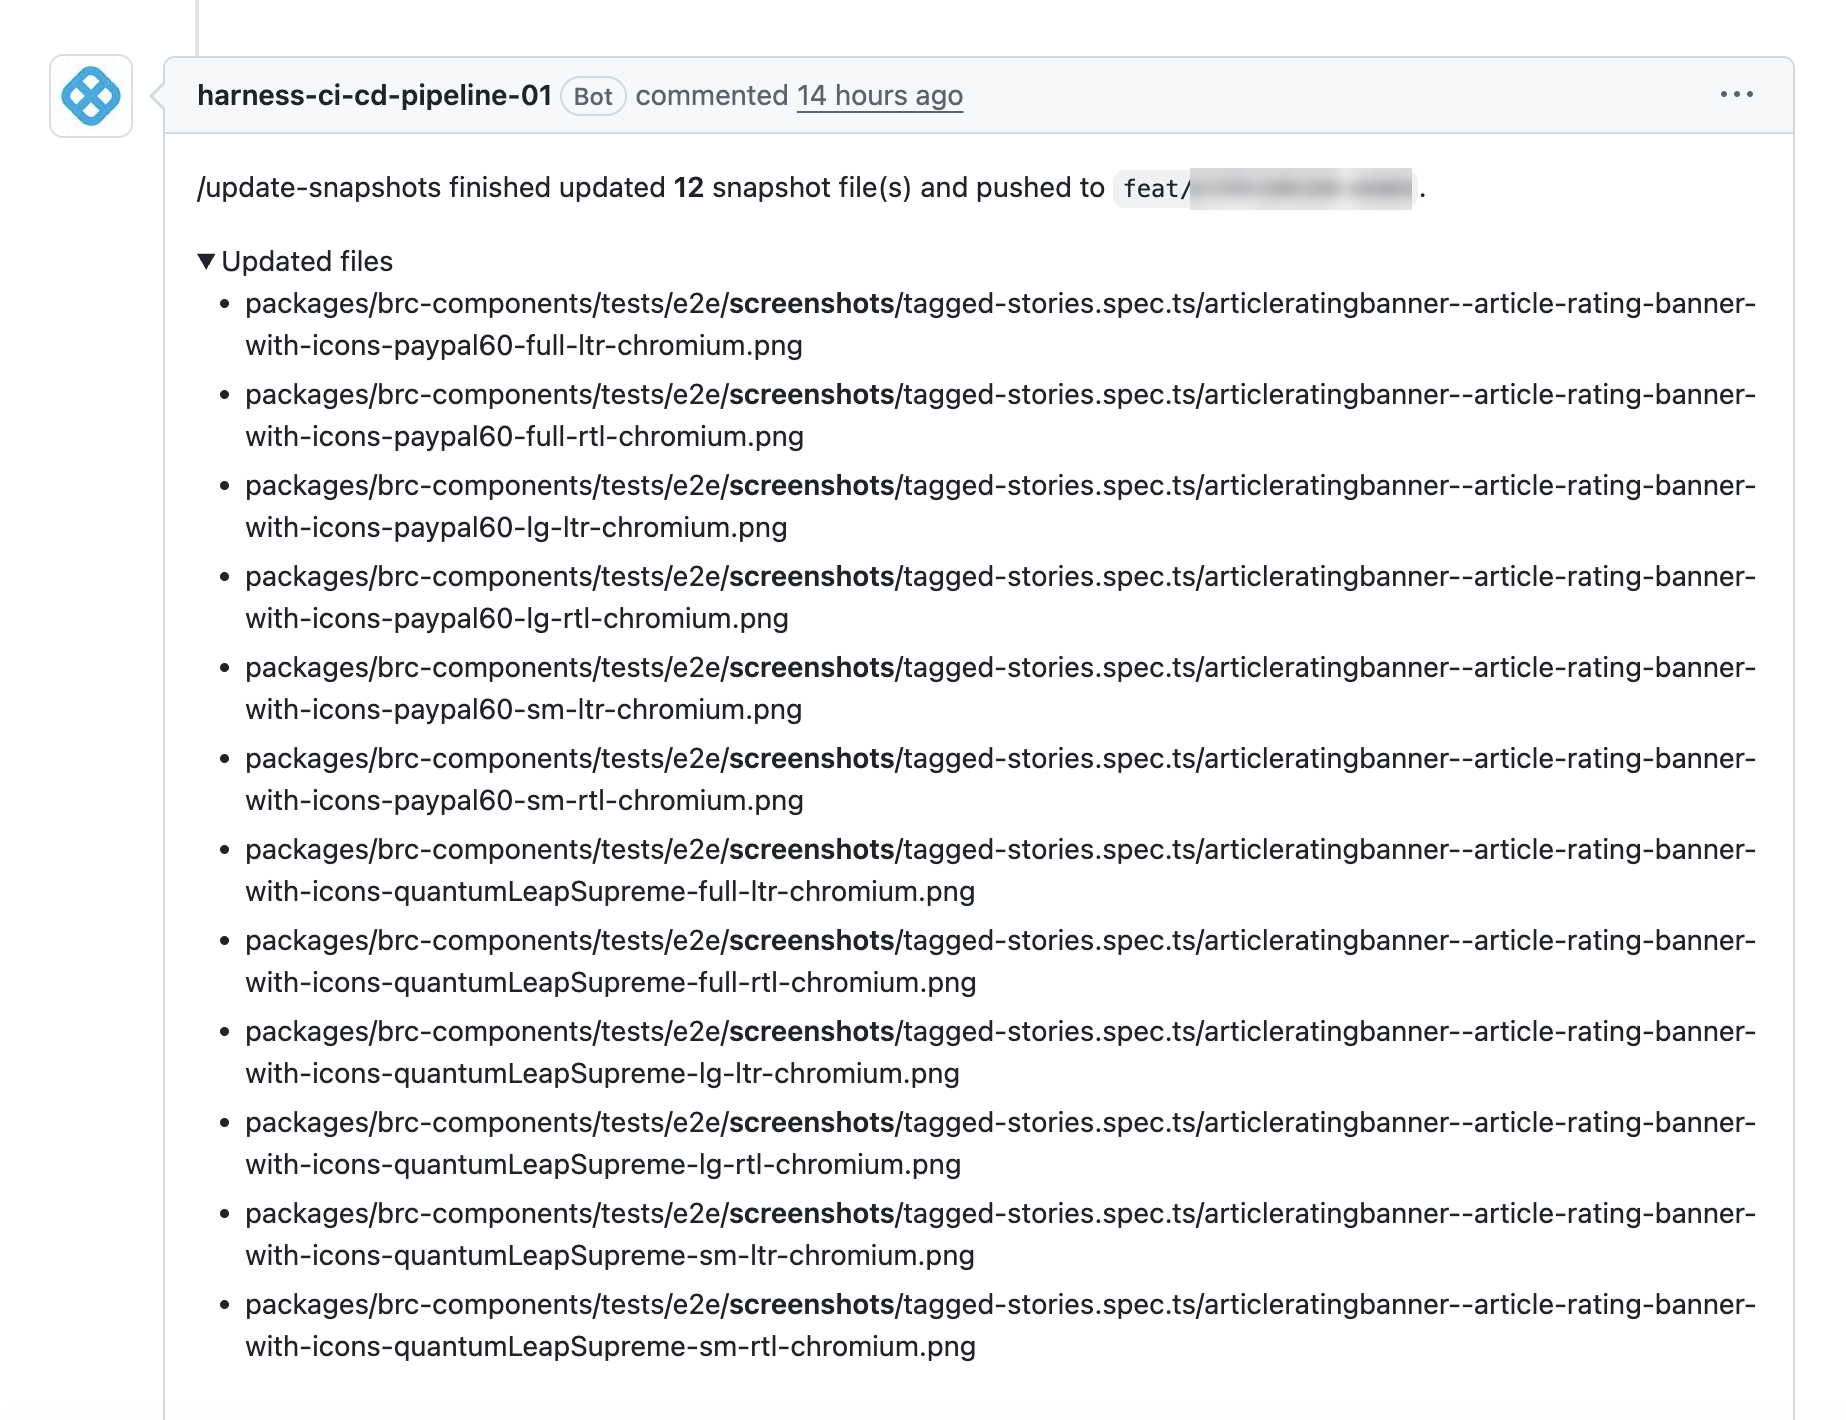 harness-ci-cd-pipeline-01 Bot commented 14 hours ago
/update-snapshots finished updated 12 snapshot file(s) and pushed to feat/ .
Updated files
packages/brc-components/tests/e2e/screenshots/tagged-stories.spec.ts/articleratingbanner--article-rating-banner-
with-icons-paypal60-full-ltr-chromium.png
packages/brc-components/tests/e2e/screenshots/tagged-stories.spec.ts/articleratingbanner--article-rating-banner-
with-icons-paypal60-full-rtl-chromium.png
packages/brc-components/tests/e2e/screenshots/tagged-stories.spec.ts/articleratingbanner--article-rating-banner-
with-icons-paypal60-lg-ltr-chromium.png
packages/brc-components/tests/e2e/screenshots/tagged-stories.spec.ts/articleratingbanner--article-rating-banner-
with-icons-paypal60-lg-rtl-chromium.png
packages/brc-components/tests/e2e/screenshots/tagged-stories.spec.ts/articleratingbanner--article-rating-banner-
with-icons-paypal60-sm-ltr-chromium.png
packages/brc-components/tests/e2e/screenshots/tagged-stories.spec.ts/articleratingbanner--article-rating-banner-
with-icons-paypal60-sm-rtl-chromium.png
packages/brc-components/tests/e2e/screenshots/tagged-stories.spec.ts/articleratingbanner--article-rating-banner-
with-icons-quantumLeapSupreme-full-ltr-chromium.png
packages/brc-components/tests/e2e/screenshots/tagged-stories.spec.ts/articleratingbanner--article-rating-banner-
with-icons-quantumLeapSupreme-full-rtl-chromium.png
packages/brc-components/tests/e2e/screenshots/tagged-stories.spec.ts/articleratingbanner--article-rating-banner-
with-icons-quantumLeapSupreme-lg-ltr-chromium.png
packages/brc-components/tests/e2e/screenshots/tagged-stories.spec.ts/articleratingbanner--article-rating-banner-
with-icons-quantumLeapSupreme-lg-rtl-chromium.png
packages/brc-components/tests/e2e/screenshots/tagged-stories.spec.ts/articleratingbanner--article-rating-banner-
with-icons-quantumLeapSupreme-sm-ltr-chromium.png
packages/brc-components/tests/e2e/screenshots/tagged-stories.spec.ts/articleratingbanner--article-rating-banner-
with-icons-quantumLeapSupreme-sm-rtl-chromium.png